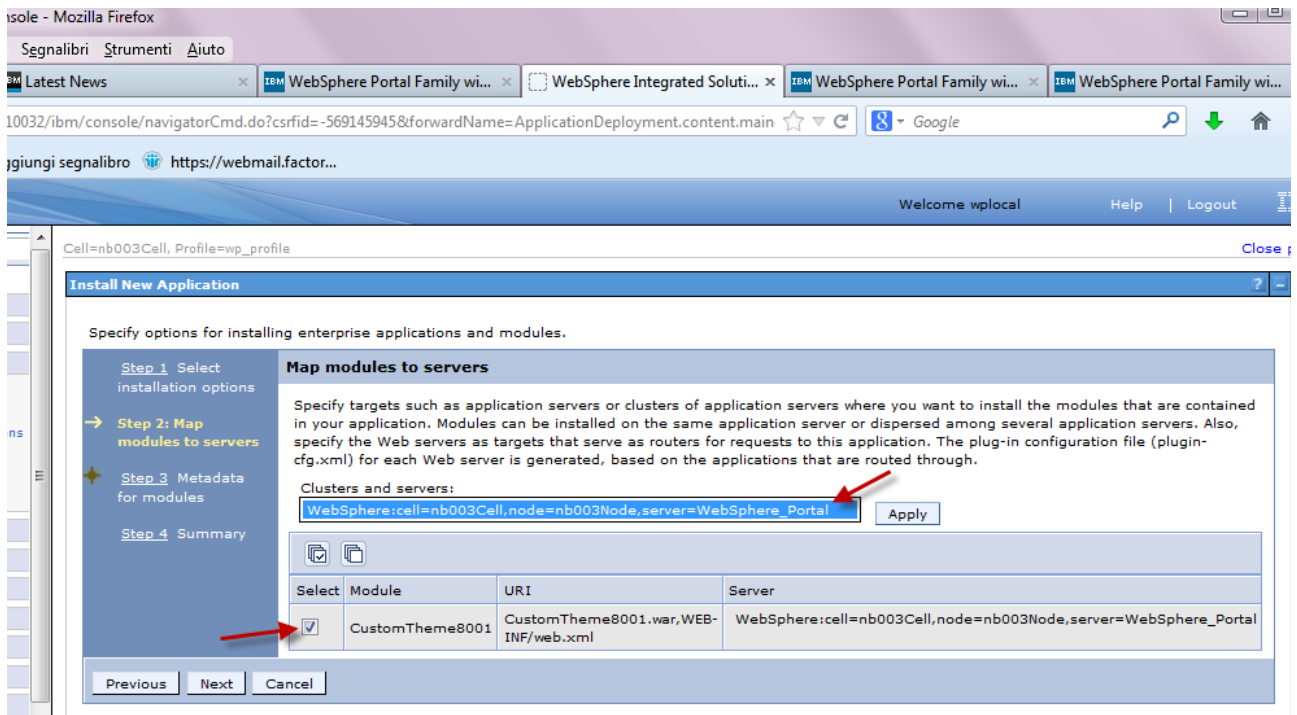 nsole - Mozilla Firefox
Segnalibri Strumenti Aiuto
IBM Latest News
IBM WebSphere Portal Family wi...
WebSphere Integrated Soluti...
IBM WebSphere Portal Family wi...
IBM WebSphere Portal Family wi...
10032/ibm/console/navigatorCmd.do?csrfid=-569145945&forwardName=ApplicationDeployment.content.main
8 Google
ggiungi segnalibro https://webmail.factor...
Welcome wplocal Help | Logout
Cell=nb003Cell, Profile=wp_profile
Close p
Install New Application ? -
Specify options for installing enterprise applications and modules.
Step 1 Select
installation options
Step 2: Map
modules to servers
Step 3 Metadata
for modules
Step 4 Summary
ns
Map modules to servers
Specify targets such as application servers or clusters of application servers where you want to install the modules that are contained
in your application. Modules can be installed on the same application server or dispersed among several application servers. Also,
specify the Web servers as targets that serve as routers for requests to this application. The plug-in configuration file (plugin-
cfg.xml) for each Web server is generated, based on the applications that are routed through.
Clusters and servers:
WebSphere:cell=nb003Cell,node=nb003Node,server=WebSphere_Portal
Apply
Select Module URI Server
CustomTheme8001
CustomTheme8001.war,WEB-
INF/web.xml
WebSphere:cell=nb003Cell,node=nb003Node,server=WebSphere_Portal
Previous Next Cancel